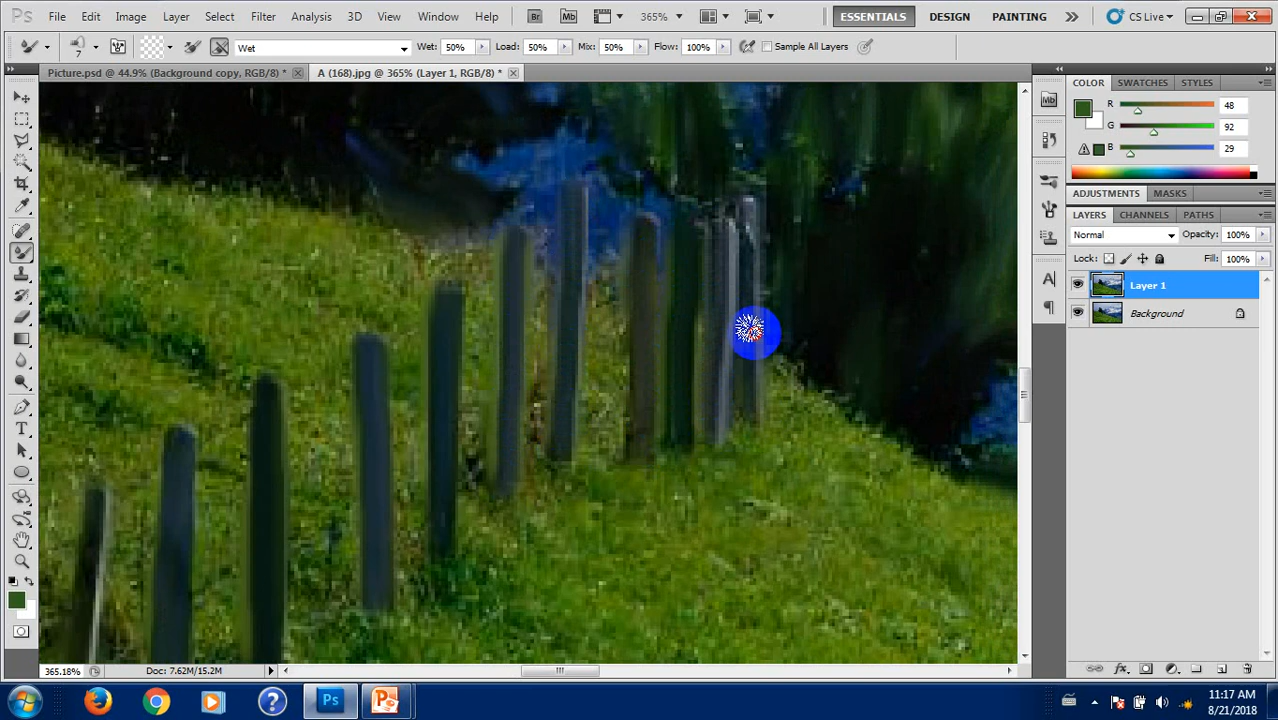 Ps File Edit Image Layer Select Filter Analysis 3D View Window Help Br Mb 365% ESSENTIALS DESIGN PAINTING CS Live
7 Wet Wet: 50% Load: 50% Mix: 50% Flow: 100% Sample All Layers
Picture.psd @ 44.9% (Background copy, RGB/8) * A (168).jpg @ 365% (Layer 1, RGB/8) *
Mb
COLOR SWATCHES STYLES
R 48
G 92
B 29
ADJUSTMENTS MASKS
LAYERS CHANNELS PATHS
Normal Opacity: 100%
Lock: Fill: 100%
Layer 1
Background
365.18% Doc: 7.62M/15.2M
11:17 AM
8/21/2018